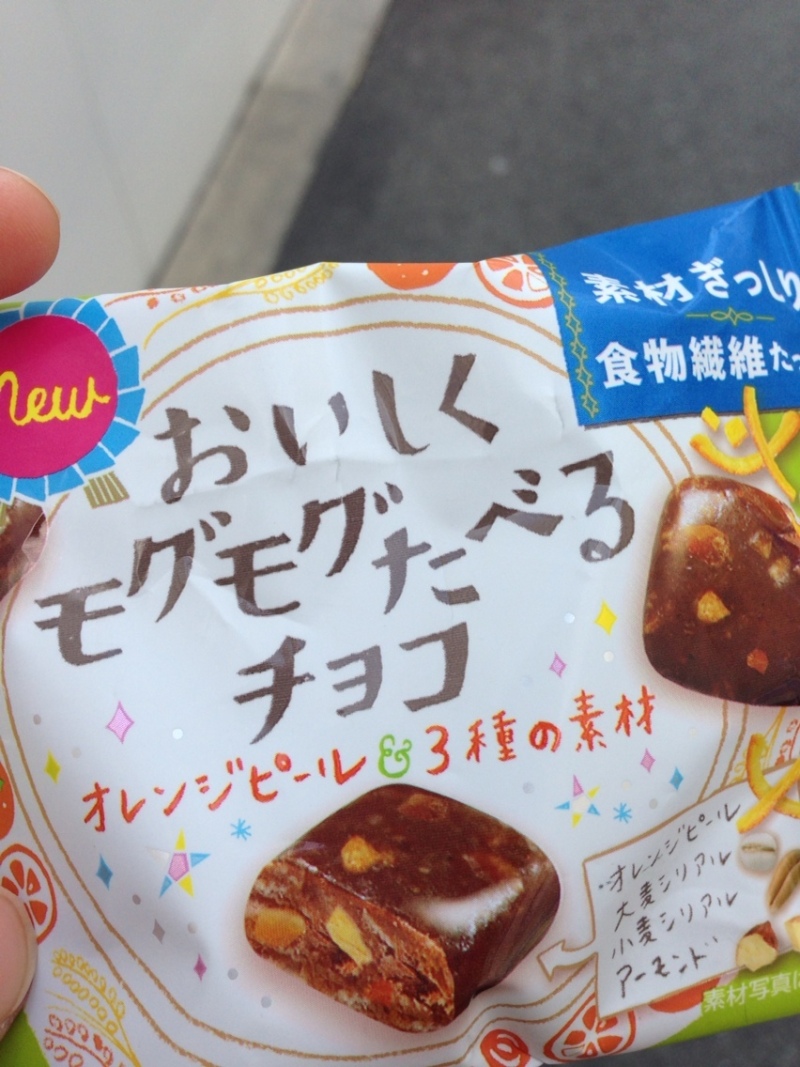 new
素材ぎっしり
食物繊維た
おいしく
モグモグたべる
チョコ
オレンジピール&3種の素材
・オレンジピール
大麦シリアル
小麦シリアル
アーモンド
素材写真は